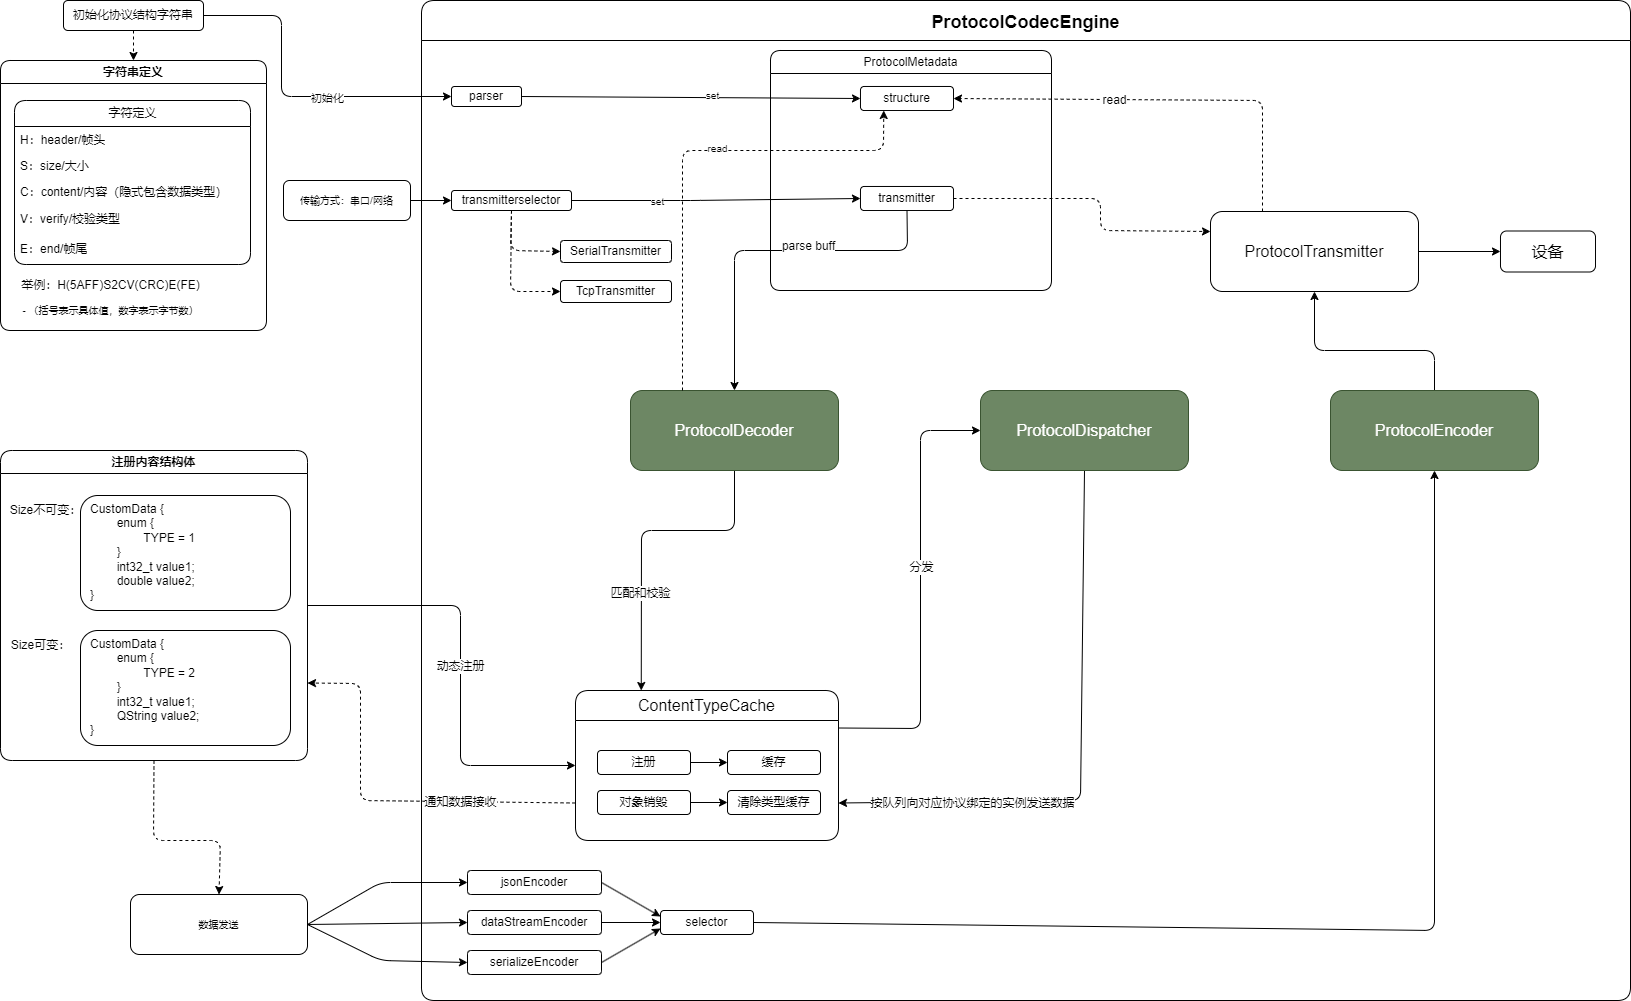 初始化协议结构字符串
字符串定义
字符定义
H：header/帧头
S：size/大小
C：content/内容（隐式包含数据类型）
V：verify/校验类型
E：end/帧尾
举例：H(5AFF)S2CV(CRC)E(FE)
-（括号表示具体值，数字表示字节数）
ProtocolCodecEngine
初始化
parser
set
ProtocolMetadata
structure
read
read
传输方式：串口/网络
transmitterselector
set
transmitter
SerialTransmitter
TcpTransmitter
parse buff
ProtocolTransmitter
设备
ProtocolDecoder
ProtocolDispatcher
ProtocolEncoder
注册内容结构体
Size不可变：
CustomData {
enum {
TYPE = 1
}
int32_t value1;
double value2;
}
Size可变：
CustomData {
enum {
TYPE = 2
}
int32_t value1;
QString value2;
}
匹配和校验
分发
动态注册
ContentTypeCache
注册
缓存
对象销毁
清除类型缓存
通知数据接收
按队列向对应协议绑定的实例发送数据
数据发送
jsonEncoder
dataStreamEncoder
serializeEncoder
selector